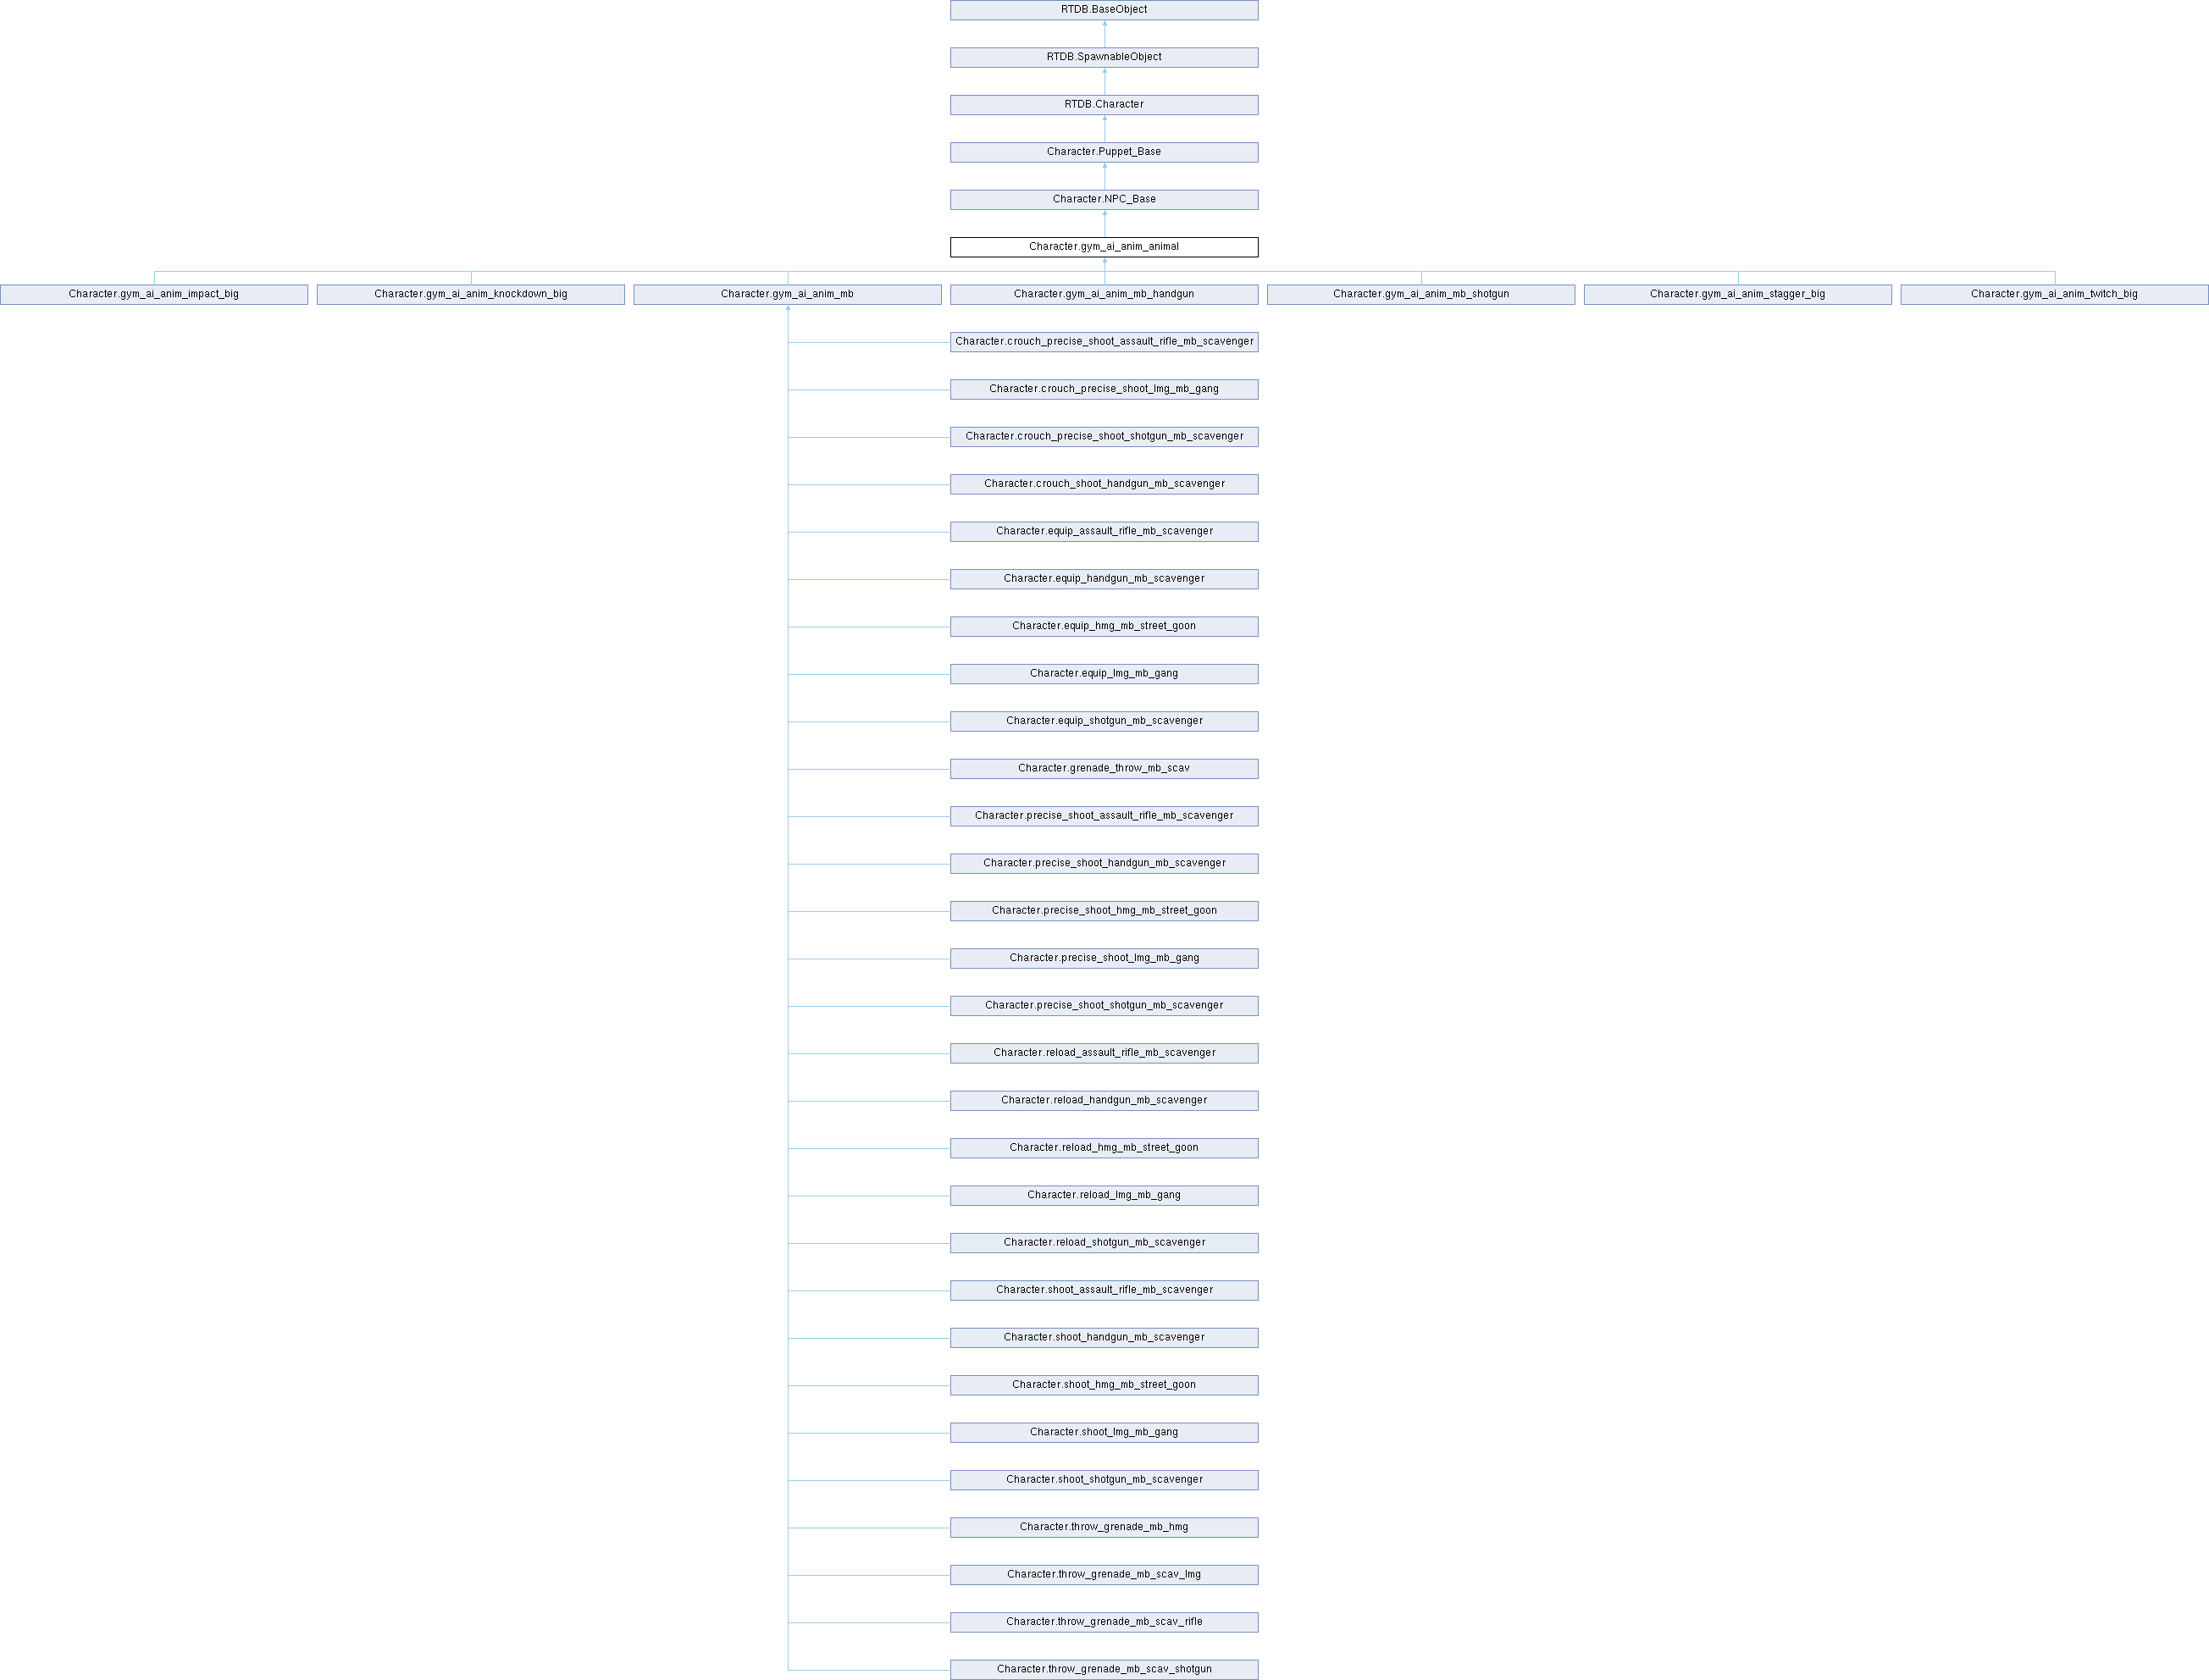 RTDB.BaseObject
RTDB.SpawnableObject
RTDB.Character
Character.Puppet_Base
Character.NPC_Base
Character.gym_ai_anim_animal
Character.gym_ai_anim_impact_big Character.gym_ai_anim_knockdown_big Character.gym_ai_anim_mb Character.gym_ai_anim_mb_handgun Character.gym_ai_anim_mb_shotgun Character.gym_ai_anim_stagger_big Character.gym_ai_anim_twitch_big
Character.crouch_precise_shoot_assault_rifle_mb_scavenger
Character.crouch_precise_shoot_lmg_mb_gang
Character.crouch_precise_shoot_shotgun_mb_scavenger
Character.crouch_shoot_handgun_mb_scavenger
Character.equip_assault_rifle_mb_scavenger
Character.equip_handgun_mb_scavenger
Character.equip_hmg_mb_street_goon
Character.equip_lmg_mb_gang
Character.equip_shotgun_mb_scavenger
Character.grenade_throw_mb_scav
Character.precise_shoot_assault_rifle_mb_scavenger
Character.precise_shoot_handgun_mb_scavenger
Character.precise_shoot_hmg_mb_street_goon
Character.precise_shoot_lmg_mb_gang
Character.precise_shoot_shotgun_mb_scavenger
Character.reload_assault_rifle_mb_scavenger
Character.reload_handgun_mb_scavenger
Character.reload_hmg_mb_street_goon
Character.reload_lmg_mb_gang
Character.reload_shotgun_mb_scavenger
Character.shoot_assault_rifle_mb_scavenger
Character.shoot_handgun_mb_scavenger
Character.shoot_hmg_mb_street_goon
Character.shoot_lmg_mb_gang
Character.shoot_shotgun_mb_scavenger
Character.throw_grenade_mb_hmg
Character.throw_grenade_mb_scav_lmg
Character.throw_grenade_mb_scav_rifle
Character.throw_grenade_mb_scav_shotgun